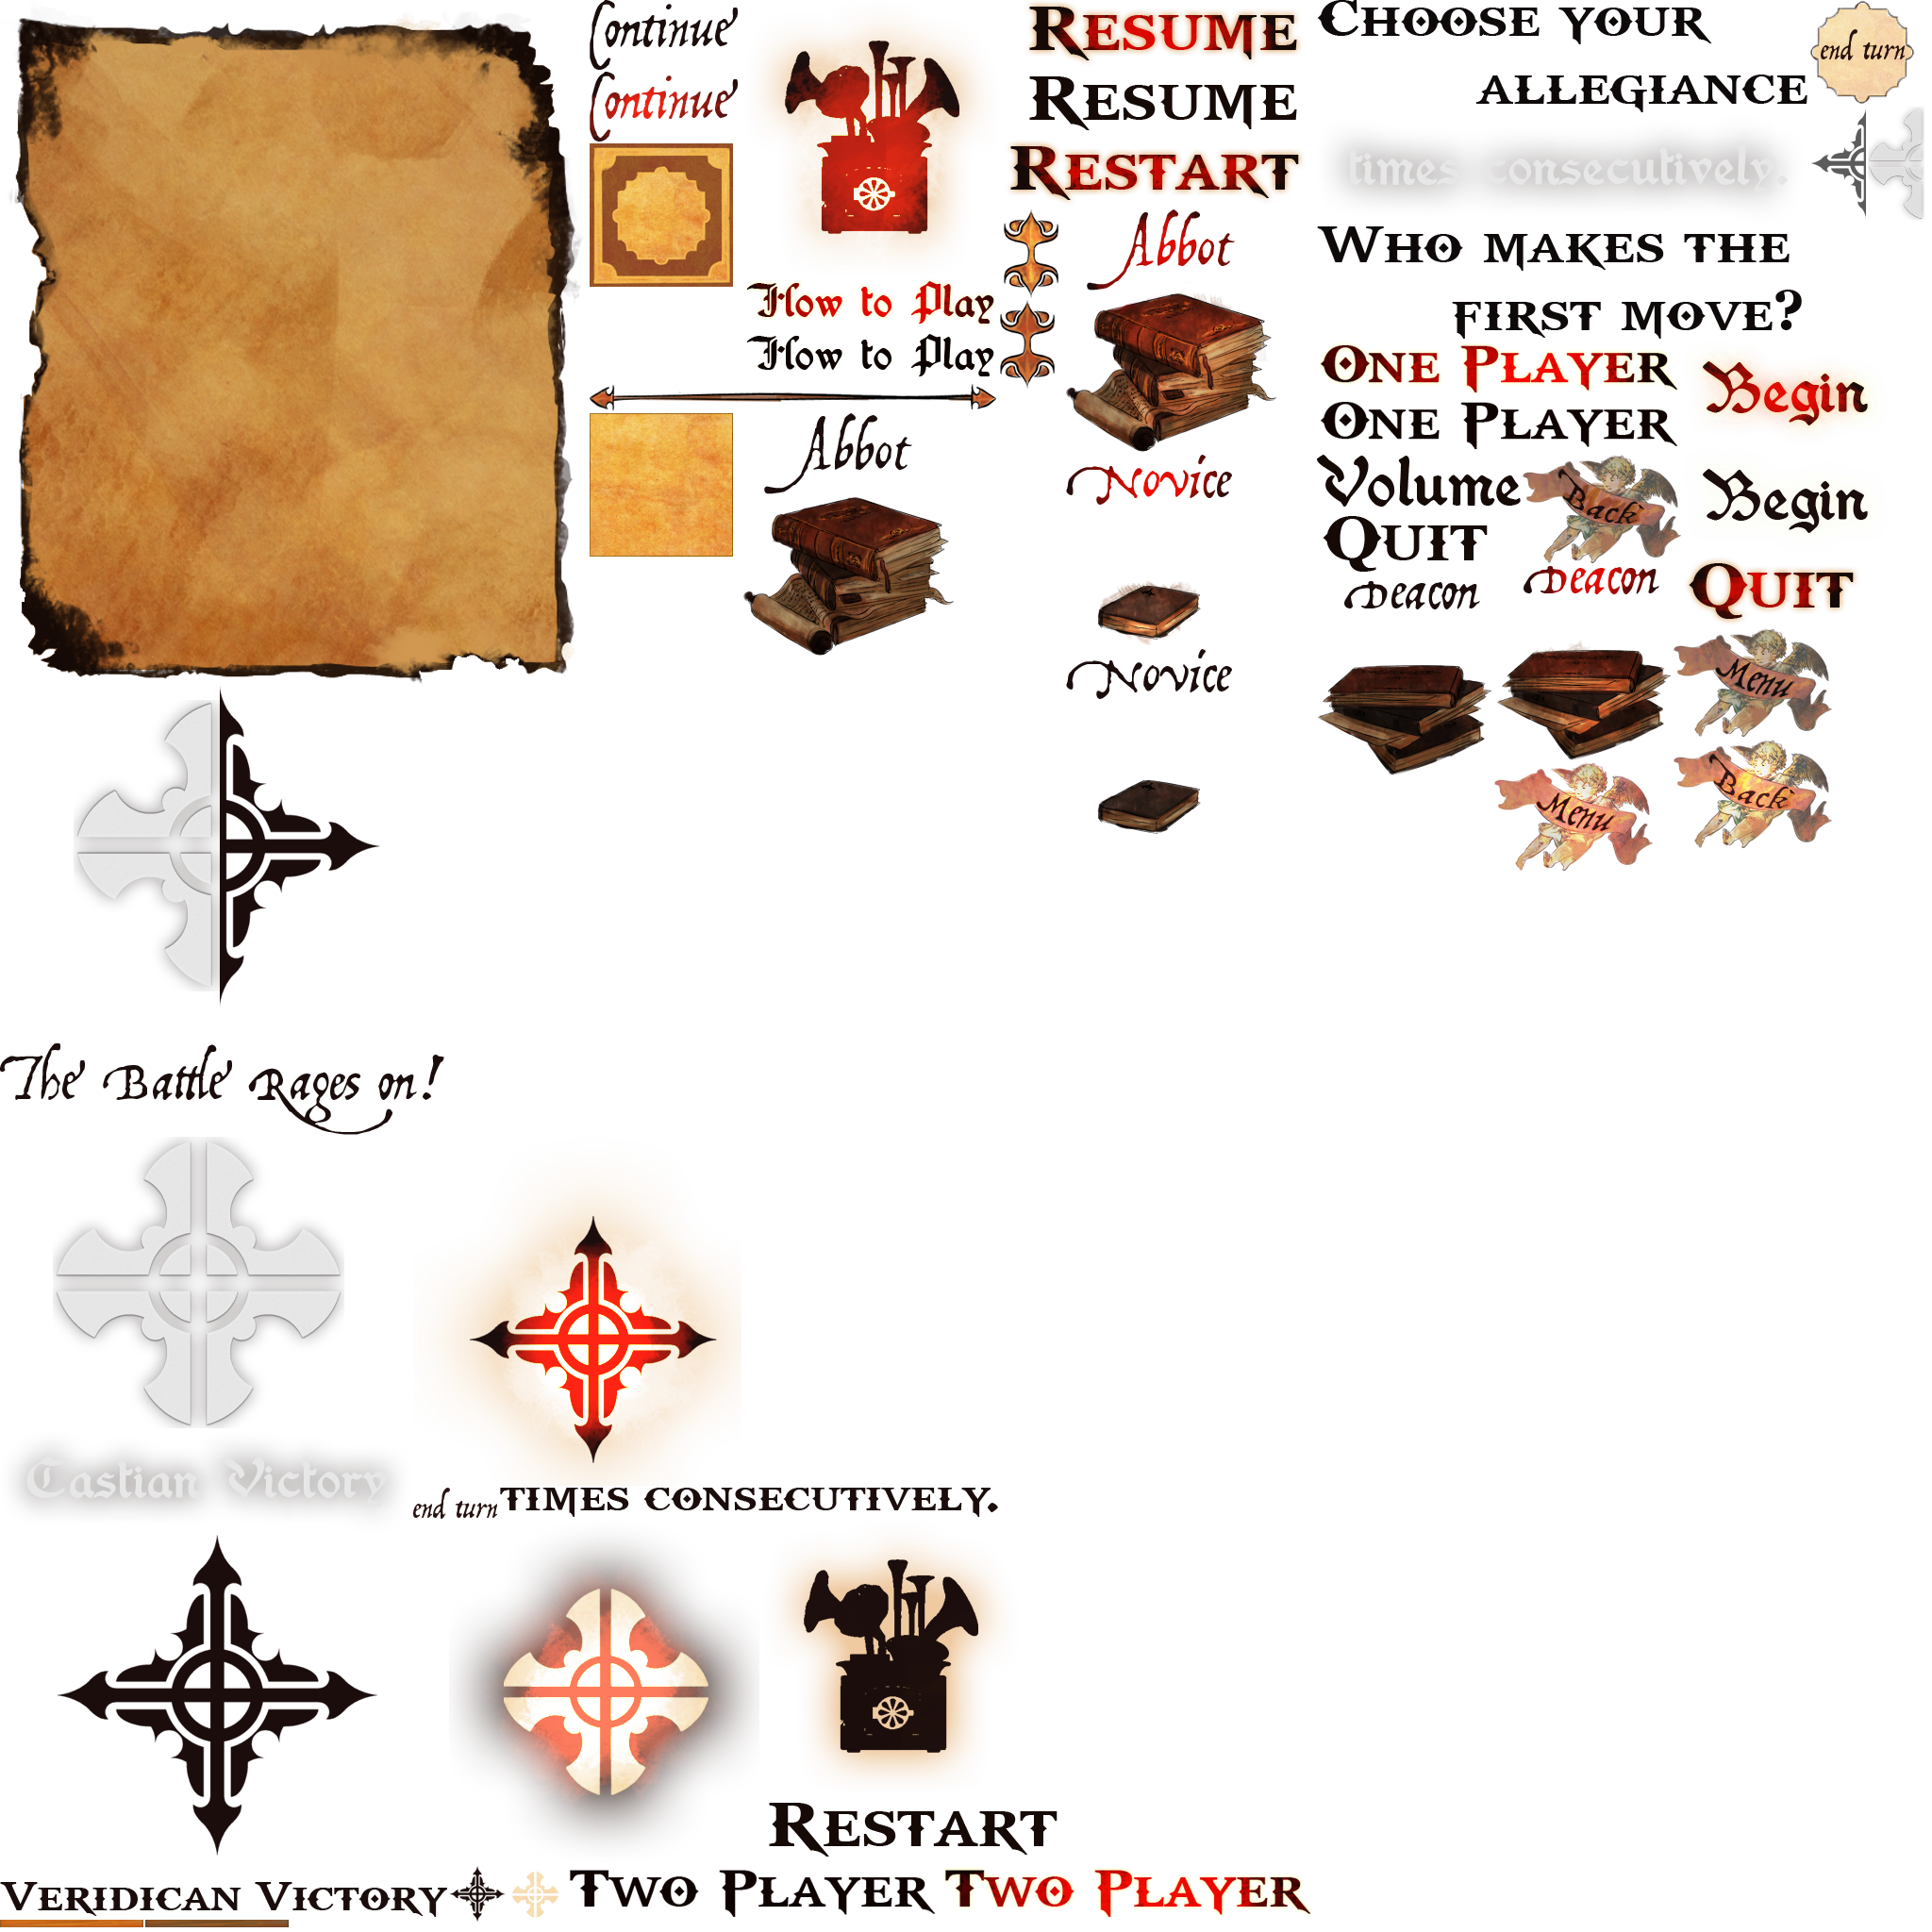 Continue
Continue
How to Play
How to Play
Abbot
Resume
Resume
Restart
Abbot
Novice
Novice
Choose your
allegiance
end turn
times consecutively.
Who makes the
first move?
One Player
One Player
Begin
Volume
Back
Begin
Quit
Deacon
Deacon
Quit
Menu
Menu
Back
The Battle Rages on!
Castian Victory
end turn
times consecutively.
Restart
Veridican Victory
Two Player
Two Player